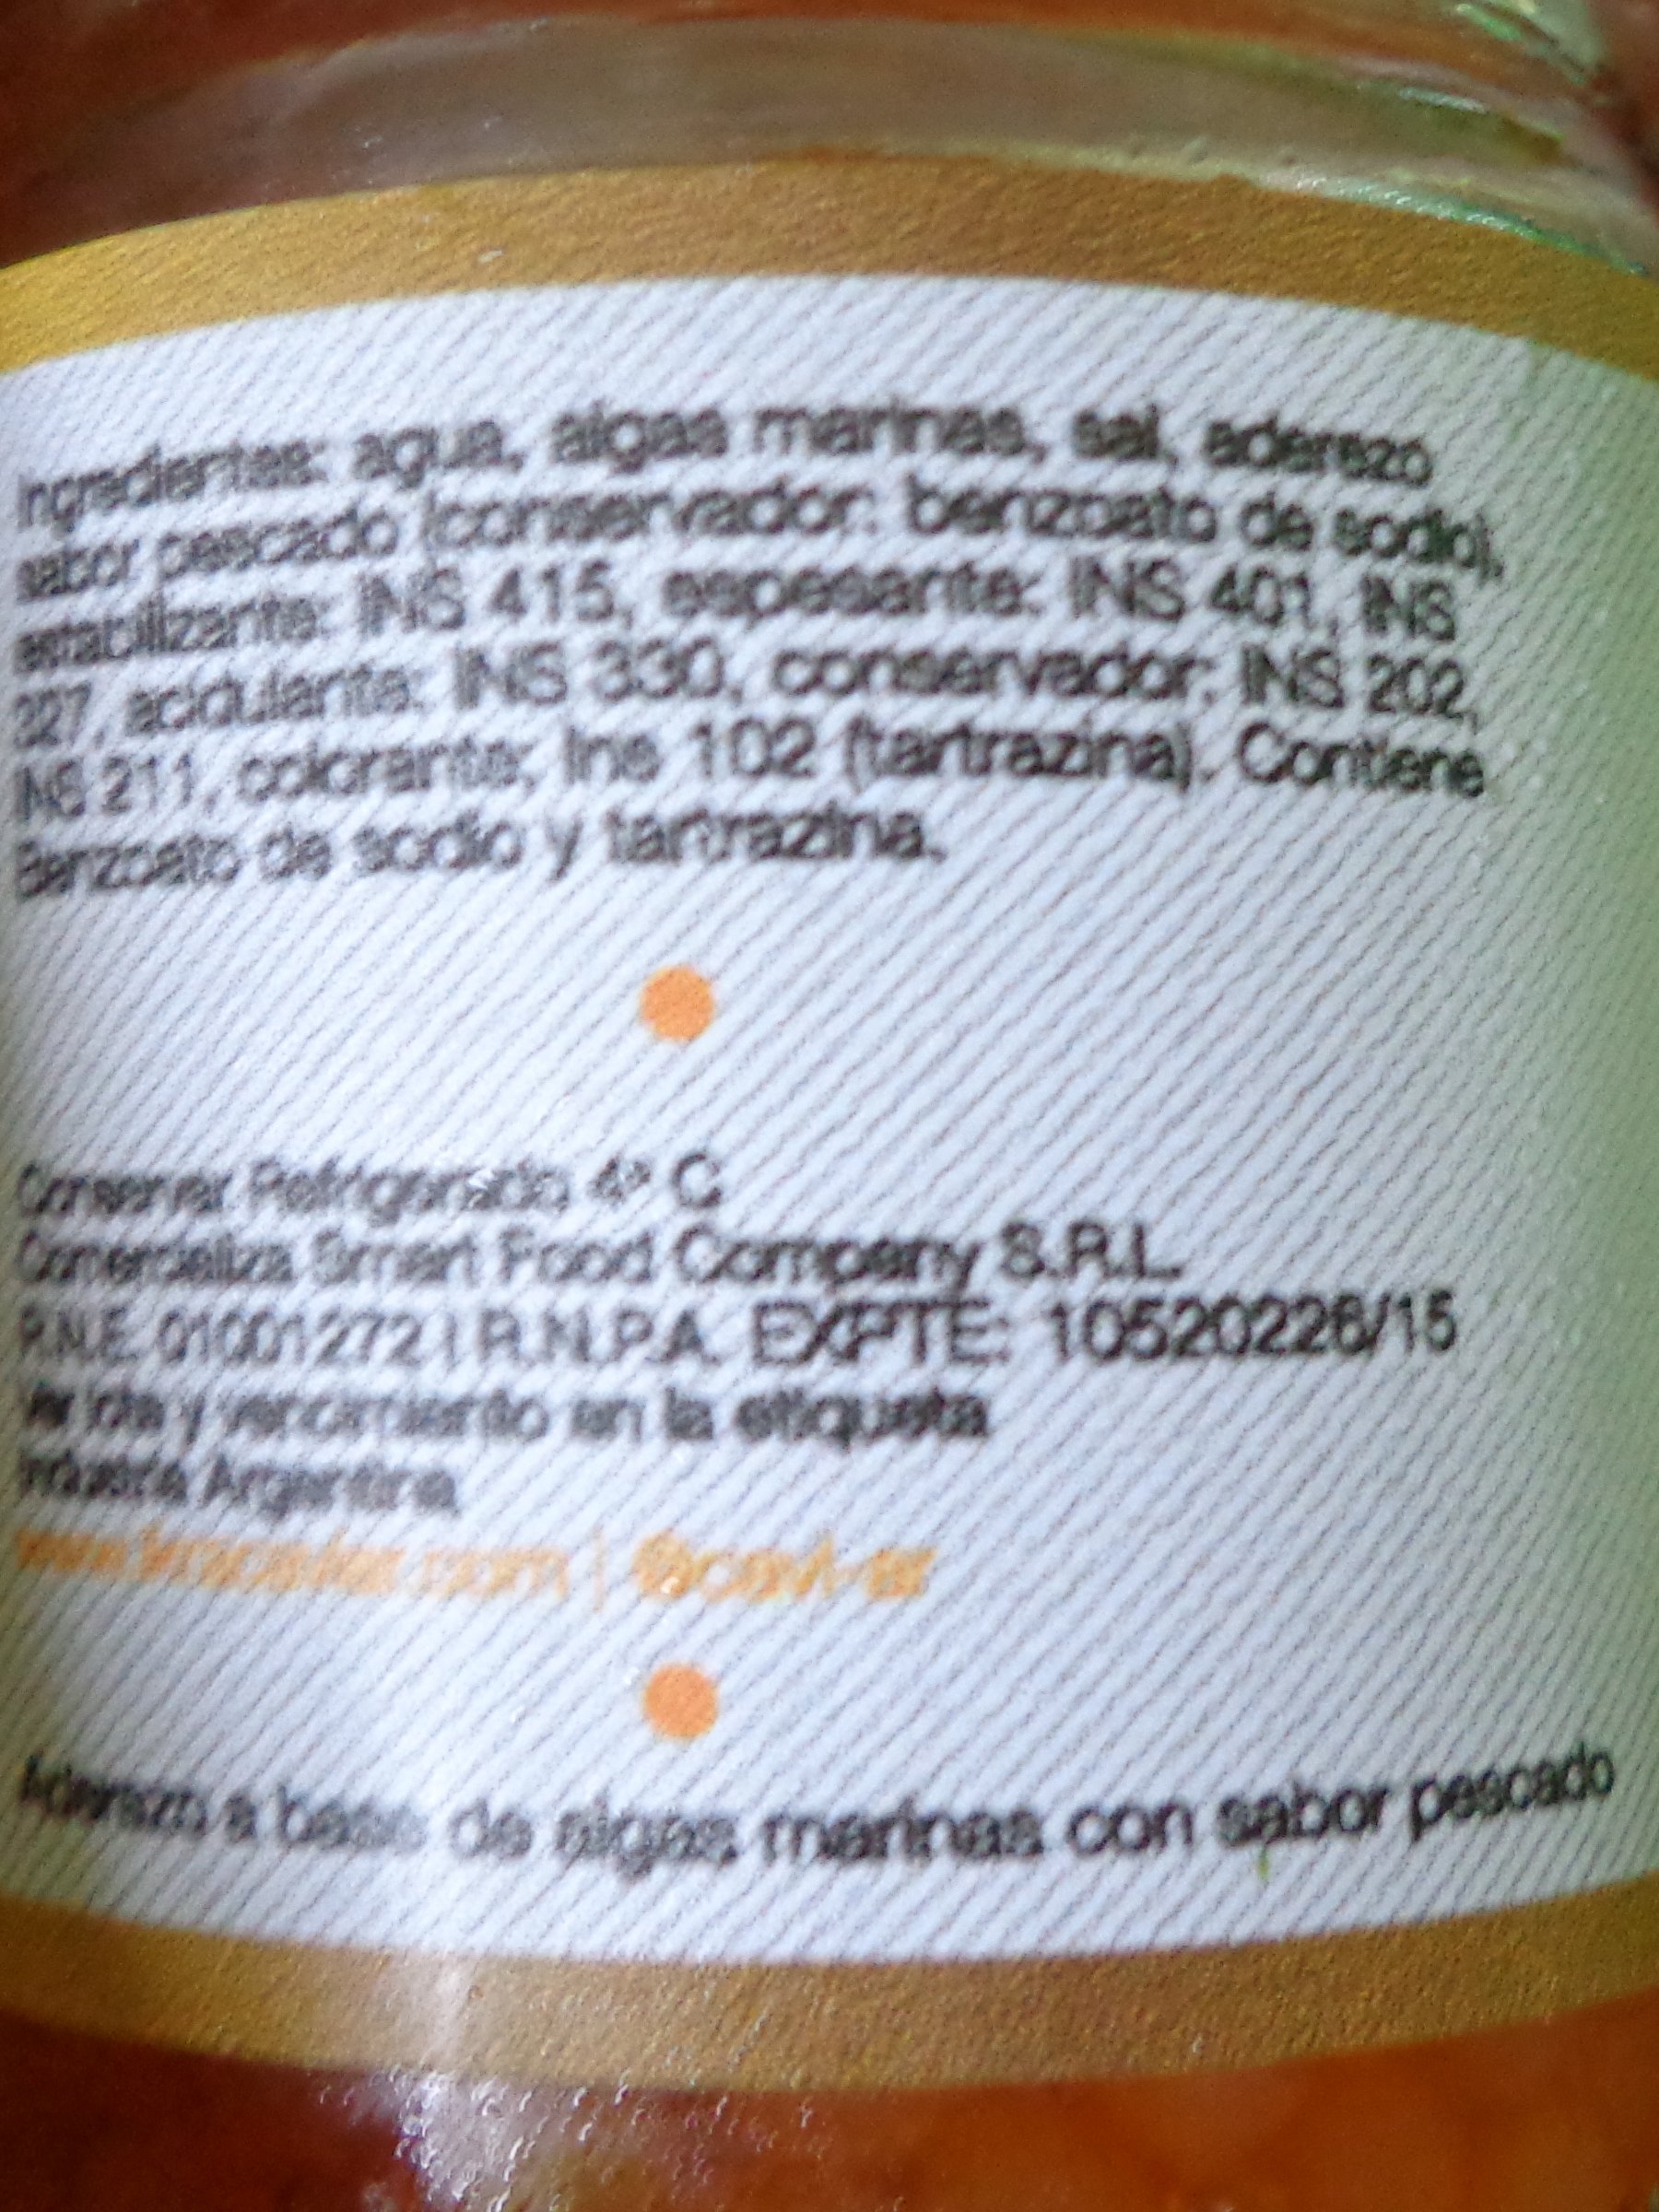 Ingredientes: agua, algas marinas, sal, aderezo
sabor pescado (conservador: benzoato de sodio),
estabilizante: INS 415, espesante: INS 401, INS
327, acidulante: INS 330, conservador: INS 202,
INS 211, colorante: Ins 102 (tartrazina). Contiene
Benzoato de sodio y tartrazina.
Conservar Refrigerado 4º C
Comercializa Smart Food Company S.R.L.
R.N.E. 01001272 | R.N.P.A. EXPTE: 10520226/15
Ver lote y vencimiento en la etiqueta
Industria Argentina
| @cavi-ar
Aderezo a base de algas marinas con sabor pescado